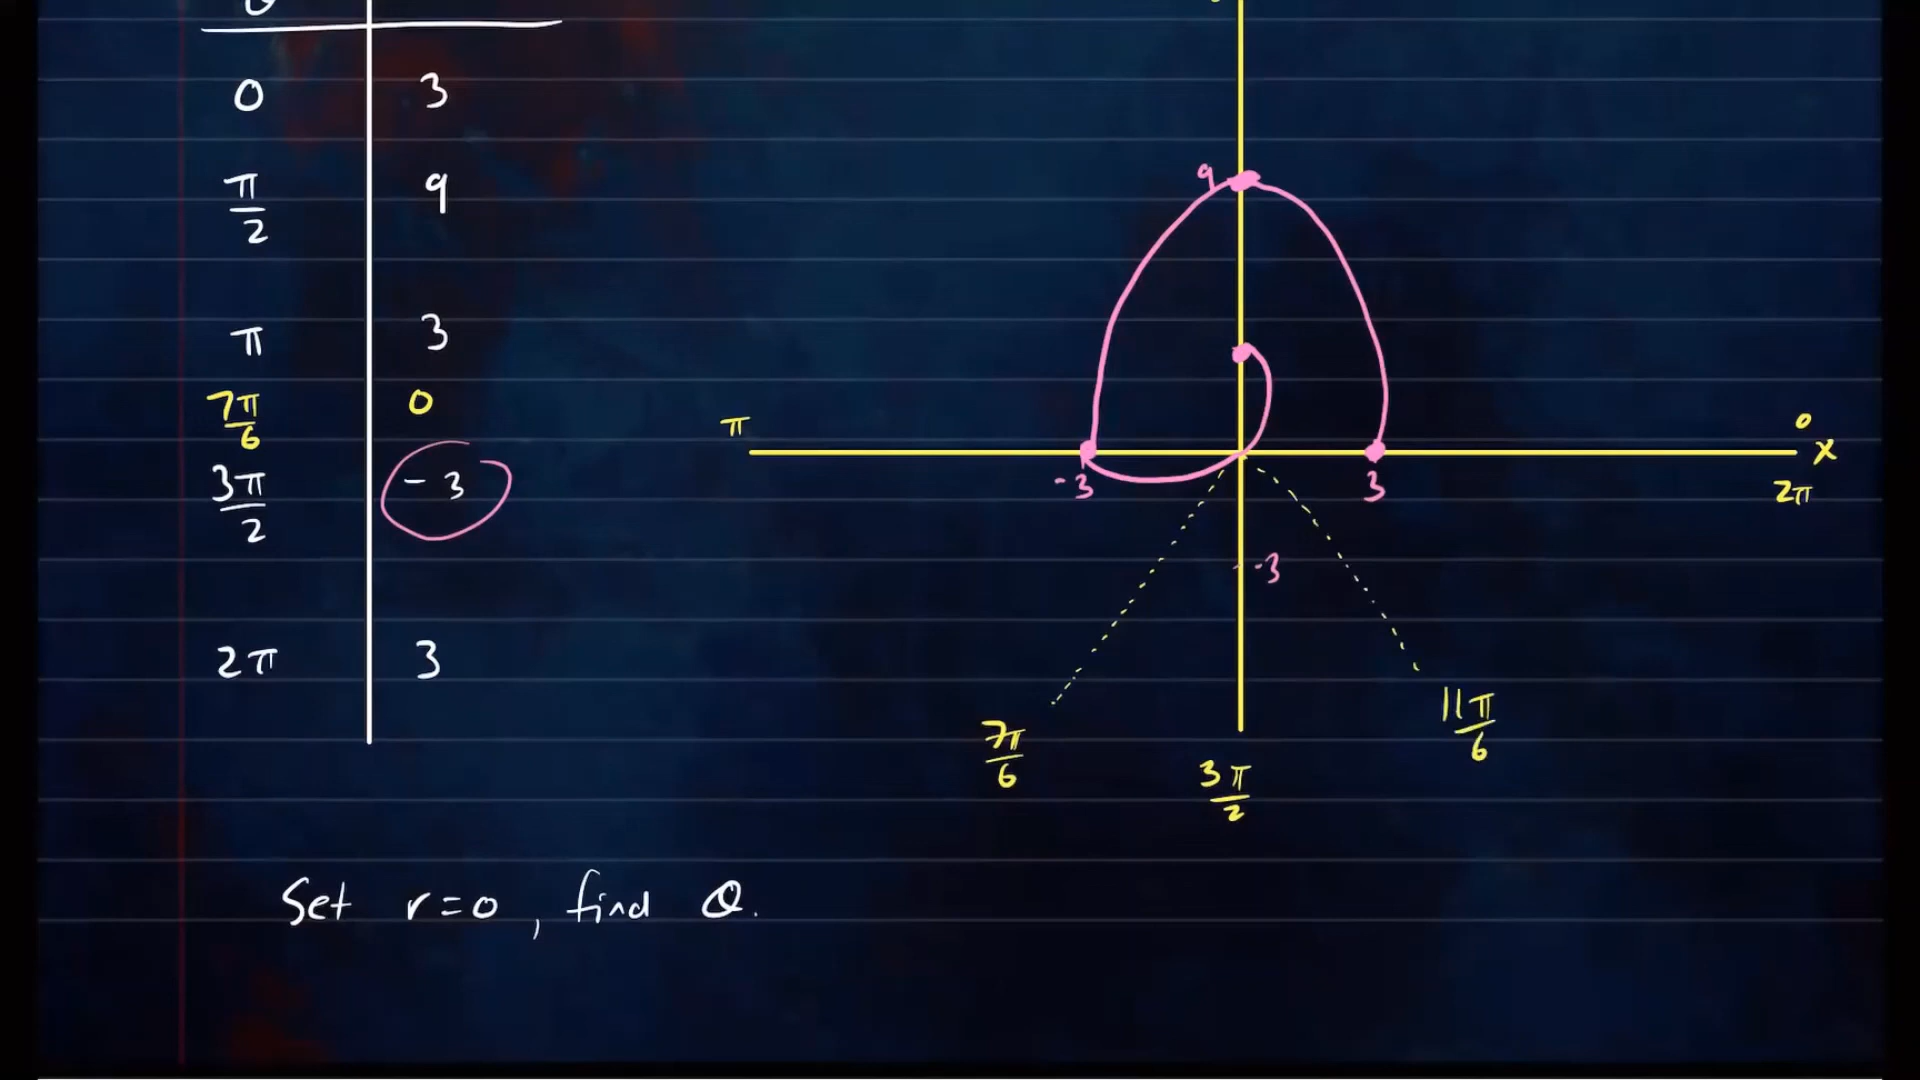 θ
0 3
π/2 9
π 3
7π/6 0
3π/2 -3
2π 3
9
π
0
x
2π
-3
3
-3
7π/6
3π/2
11π/6
Set r=0, find θ.